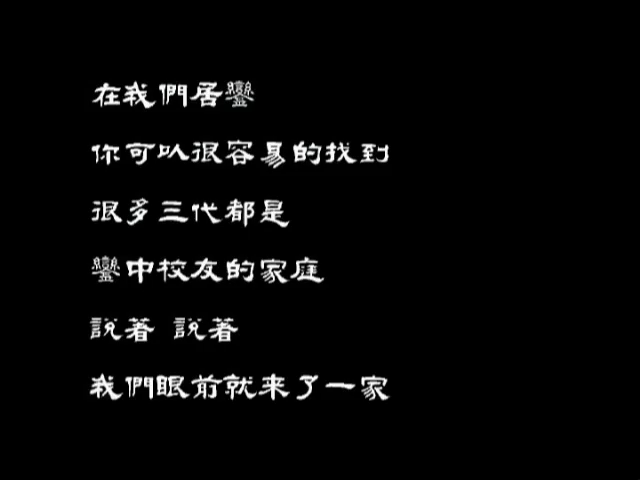 在我們居鑾
你可以很容易的找到
很多三代都是
鑾中校友的家庭
說著 說著
我們眼前就来了一家